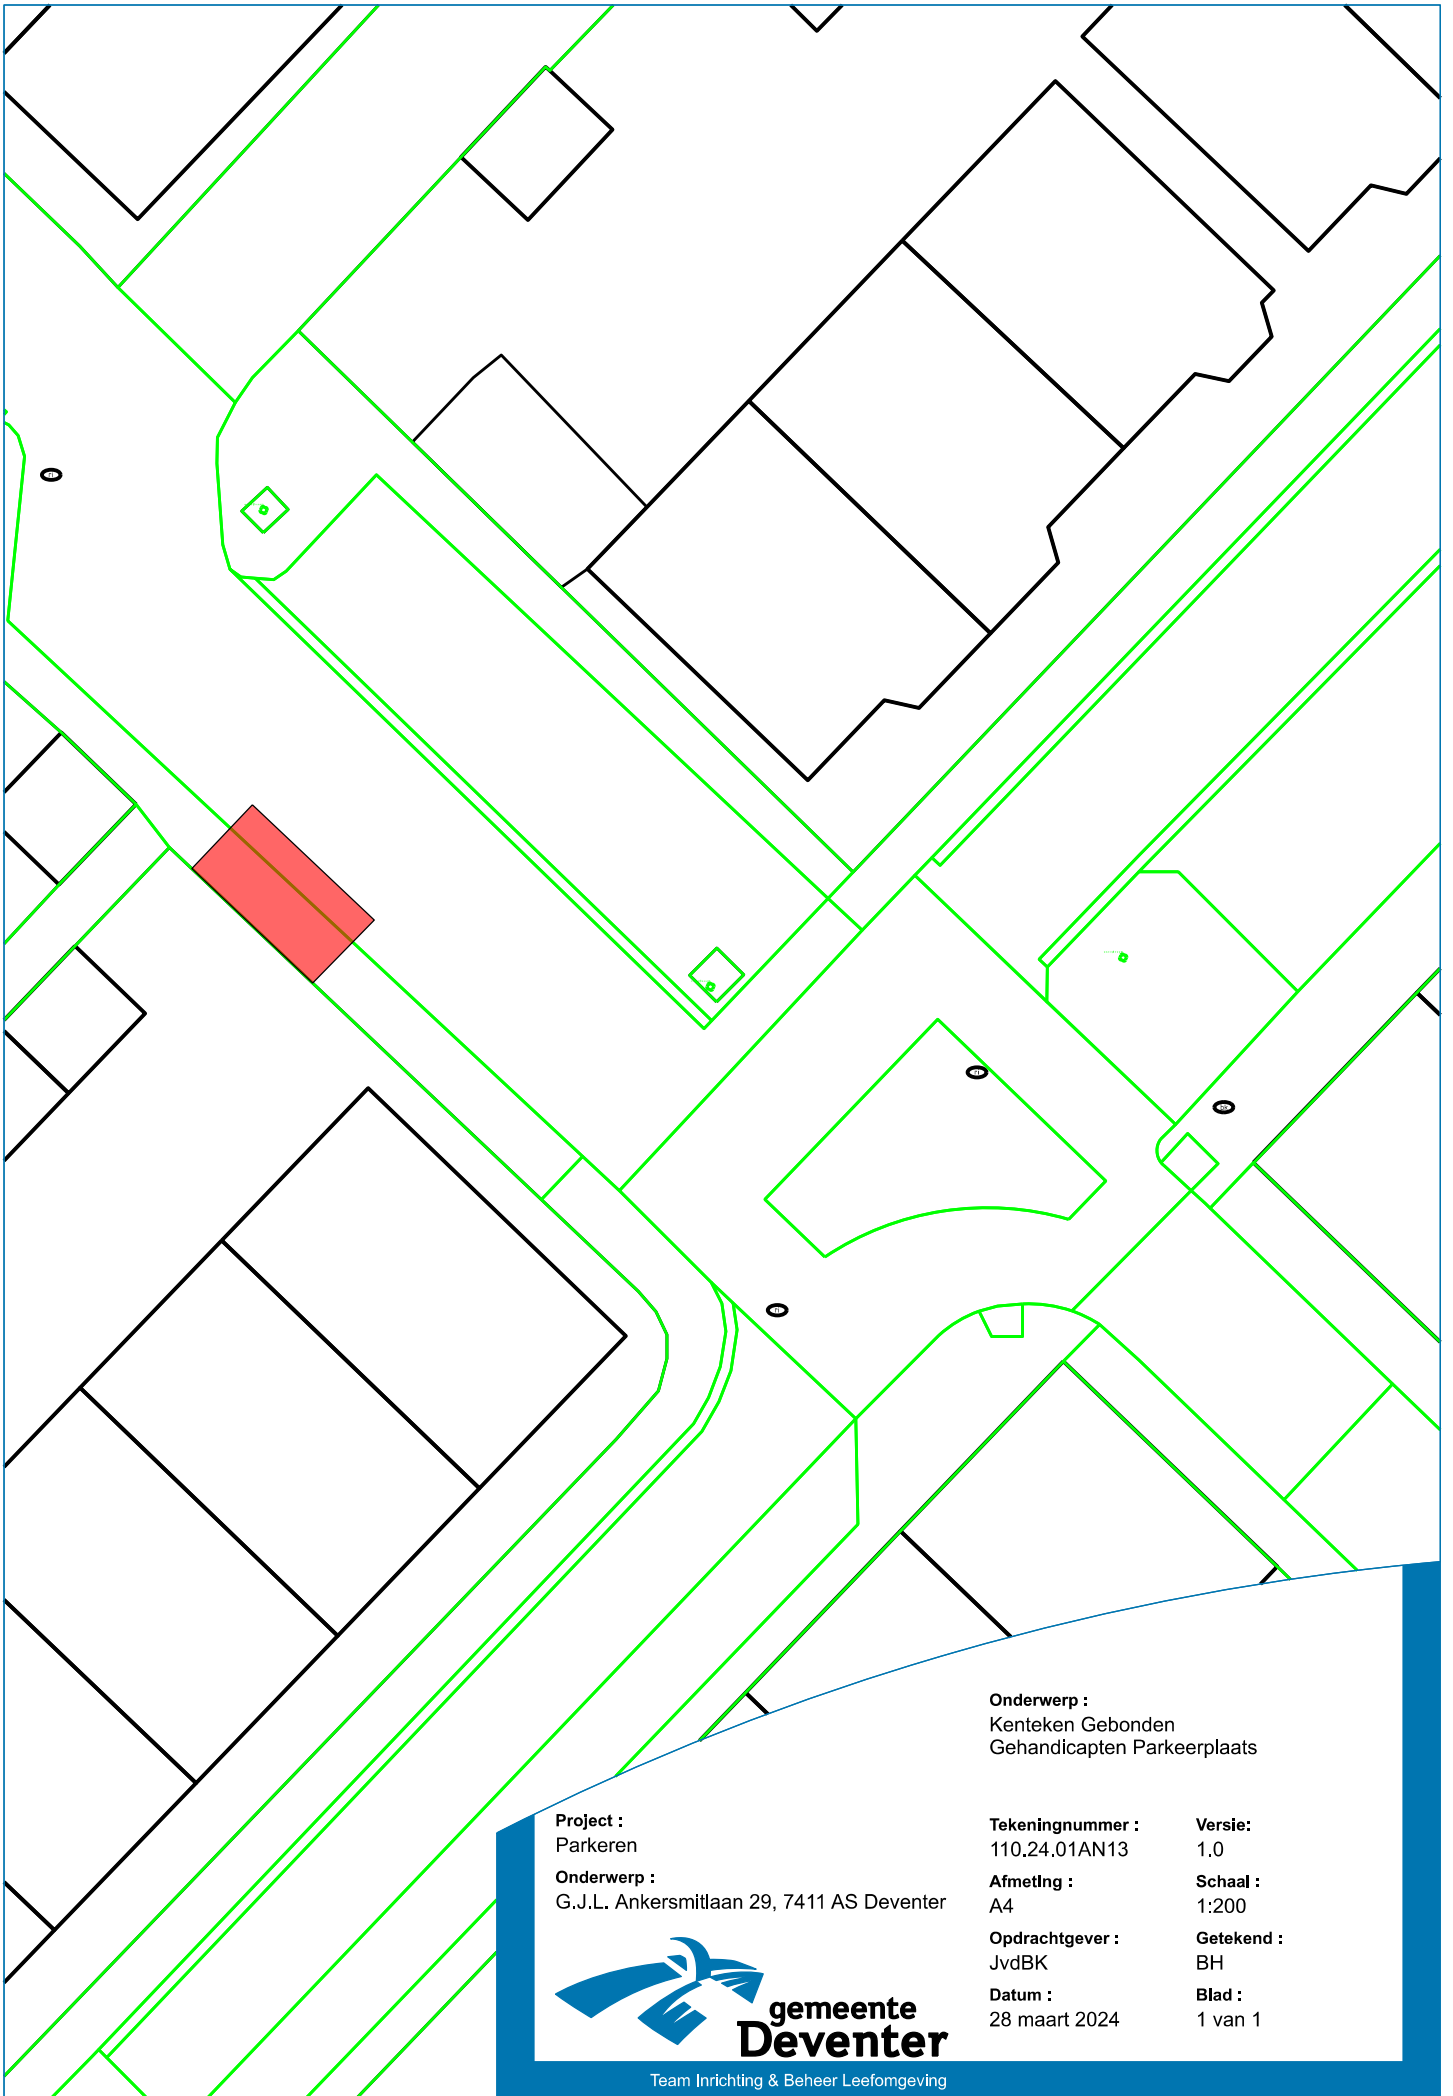 Onderwerp :
Kenteken Gebonden
Gehandicapten Parkeerplaats
Project :
Parkeren
Onderwerp :
G.J.L. Ankersmitlaan 29, 7411 AS Deventer
Tekeningnummer :
110.24.01AN13
Versie:
1.0
Afmeting :
A4
Schaal :
1:200
Opdrachtgever :
JvdBK
Getekend :
BH
Datum :
28 maart 2024
Blad :
1 van 1
gemeente
Deventer
Team Inrichting & Beheer Leefomgeving